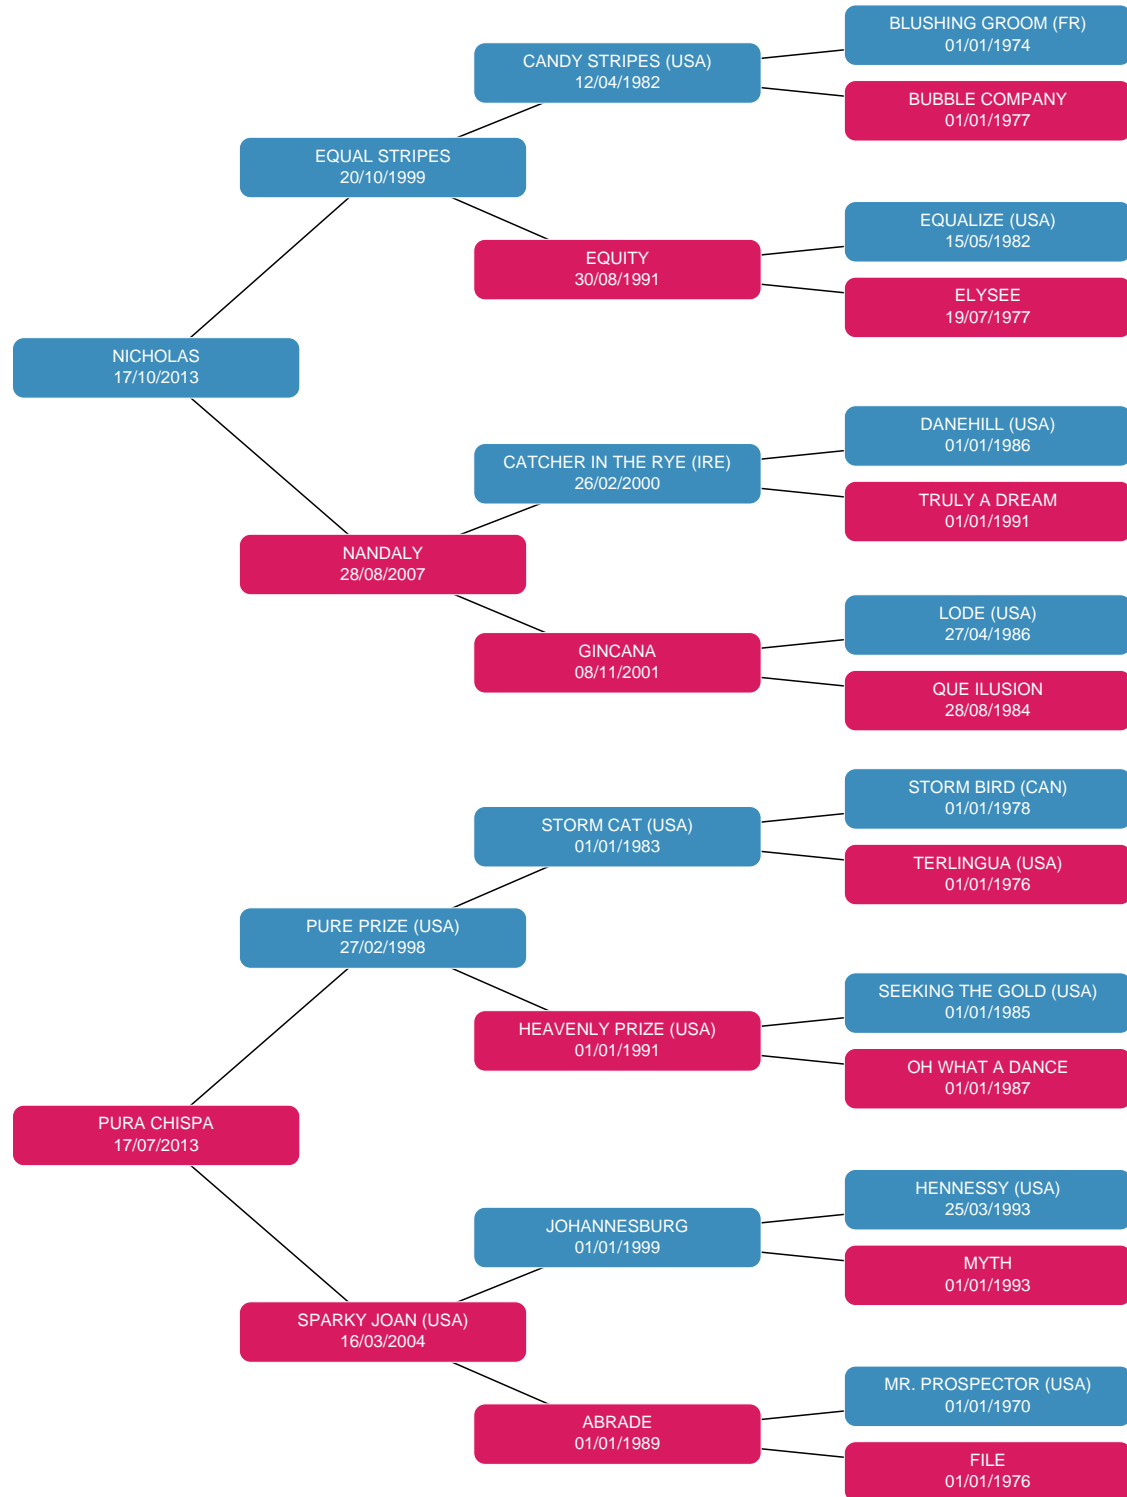 BLUSHING GROOM (FR)
01/01/1974
CANDY STRIPES (USA)
12/04/1982
BUBBLE COMPANY
01/01/1977
EQUAL STRIPES
20/10/1999
EQUALIZE (USA)
15/05/1982
EQUITY
30/08/1991
ELYSEE
19/07/1977
NICHOLAS
17/10/2013
DANEHILL (USA)
01/01/1986
CATCHER IN THE RYE (IRE)
26/02/2000
TRULY A DREAM
01/01/1991
NANDALY
28/08/2007
LODE (USA)
27/04/1986
GINCANA
08/11/2001
QUE ILUSION
28/08/1984
STORM BIRD (CAN)
01/01/1978
STORM CAT (USA)
01/01/1983
TERLINGUA (USA)
01/01/1976
PURE PRIZE (USA)
27/02/1998
SEEKING THE GOLD (USA)
01/01/1985
HEAVENLY PRIZE (USA)
01/01/1991
OH WHAT A DANCE
01/01/1987
PURA CHISPA
17/07/2013
HENNESSY (USA)
25/03/1993
JOHANNESBURG
01/01/1999
MYTH
01/01/1993
SPARKY JOAN (USA)
16/03/2004
MR. PROSPECTOR (USA)
01/01/1970
ABRADE
01/01/1989
FILE
01/01/1976